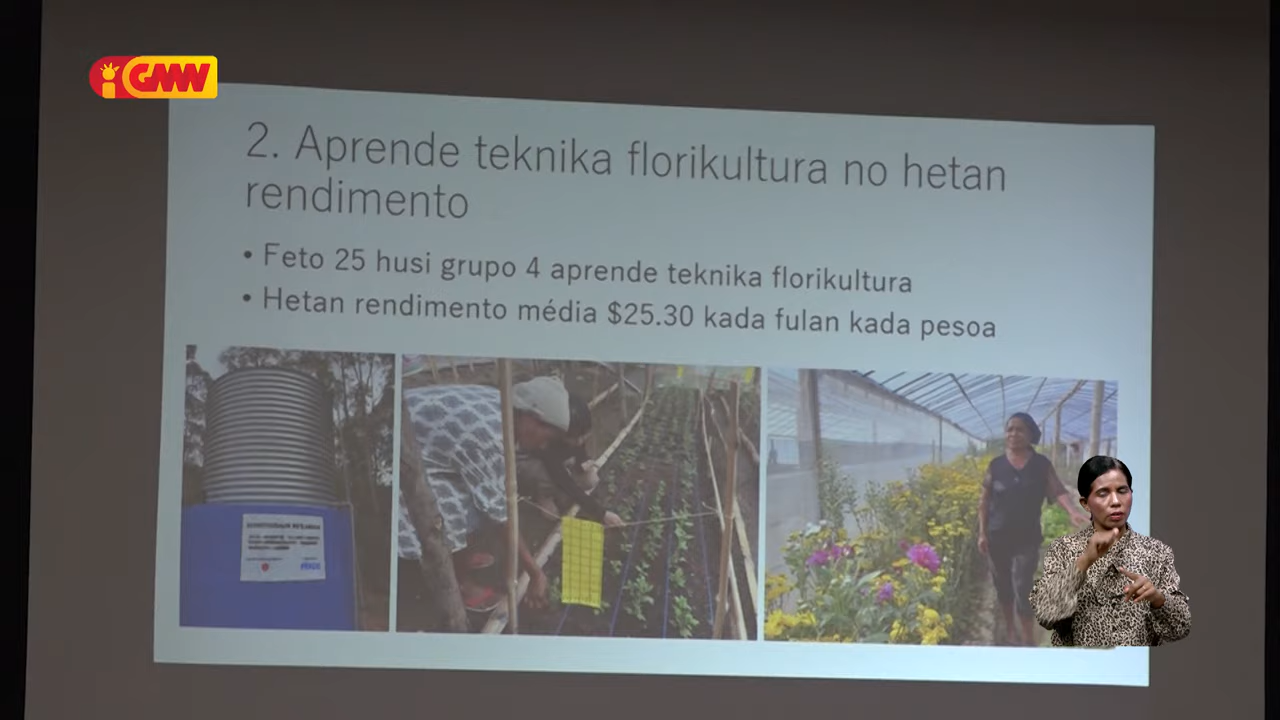 GMN
2. Aprende teknika florikultura no hetan
rendimento
• Feto 25 husi grupo 4 aprende teknika florikultura
• Hetan rendimento média $25.30 kada fulan kada pesoa